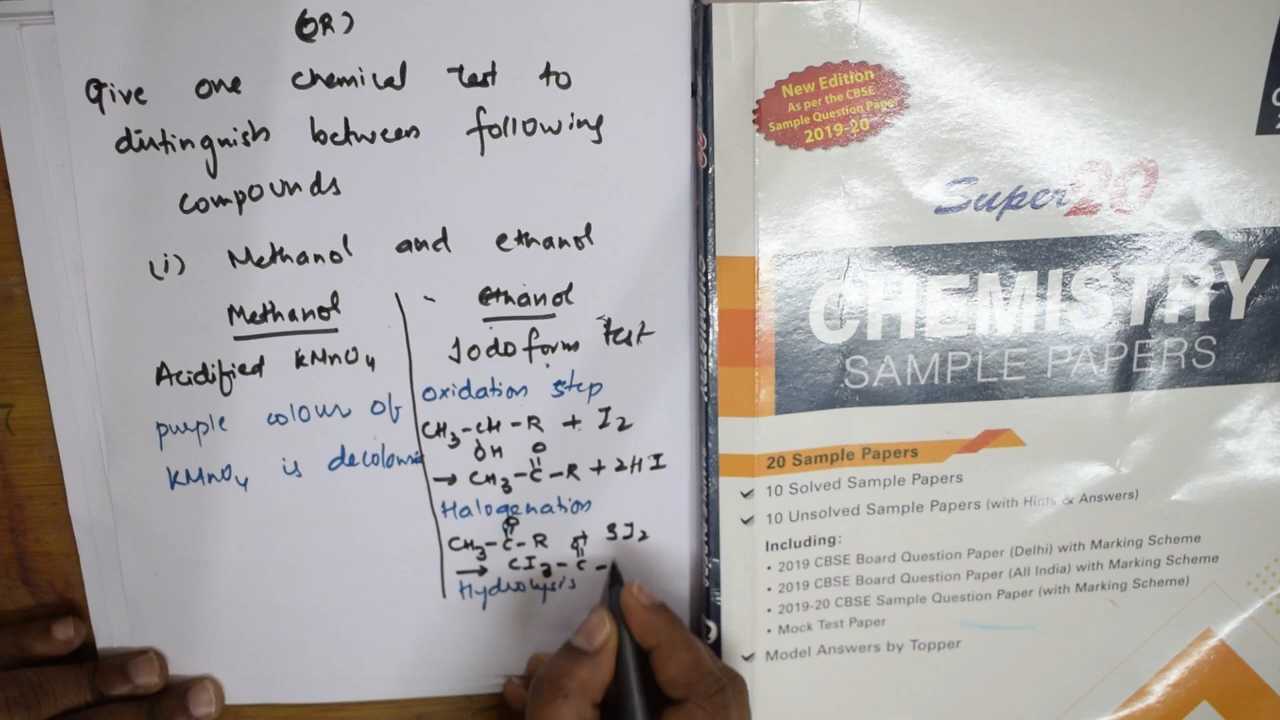 (OR)
Give one chemical test to
distinguish between following
compounds
(i) Methanol and ethanol
Methanol
Acidified KMnO4
purple colour of
KMnO4 is decolorise
ethanol
Iodoform test
oxidation step
CH3-CH-R + I2
OH
O
→ CH3-C-R + 2HI
Halogenation
O
CH3-C-R + 3I2
→ CI3-C-
Hydrolysis
New Edition
As per the CBSE
Sample Question Paper
2019-20
Super 20
CHEMISTRY
SAMPLE PAPERS
20 Sample Papers
✓ 10 Solved Sample Papers
✓ 10 Unsolved Sample Papers (with Hints & Answers)
Including:
• 2019 CBSE Board Question Paper (Delhi) with Marking Scheme
• 2019 CBSE Board Question Paper (All India) with Marking Scheme
• 2019-20 CBSE Sample Question Paper (with Marking Scheme)
• Mock Test Paper
✓ Model Answers by Topper